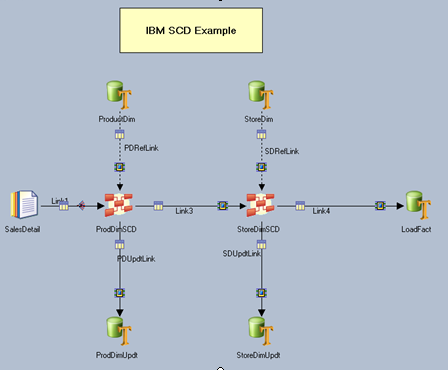 IBM SCD Example
ProductDim
StoreDim
PDRefLink
SDRefLink
Link1
Link3
Link4
SalesDetail
ProdDimSCD
StoreDimSCD
LoadFact
PDUpdtLink
SDUpdtLink
ProdDimUpdt
StoreDimUpdt